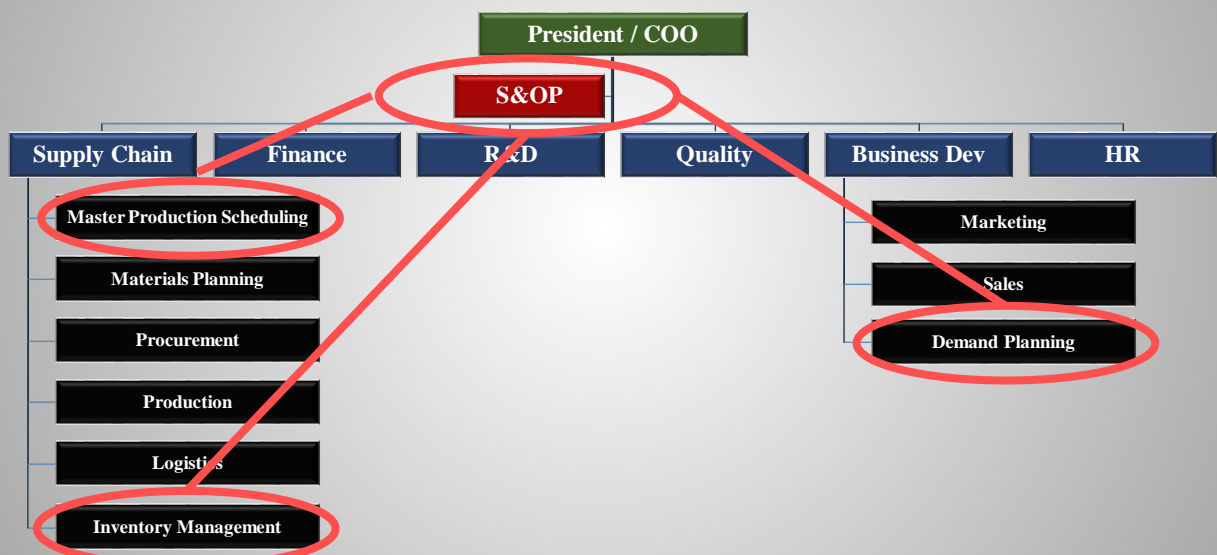 President / COO
S&OP
Supply Chain
Finance
R&D
Quality
Business Dev
HR
Master Production Scheduling
Materials Planning
Procurement
Production
Logistics
Inventory Management
Marketing
Sales
Demand Planning